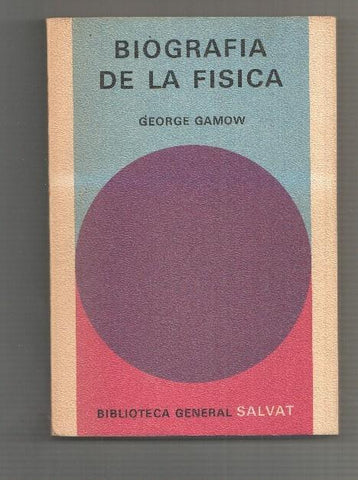 BIOGRAFIA
DE LA FISICA
GEORGE GAMOW
BIBLIOTECA GENERAL SALVAT